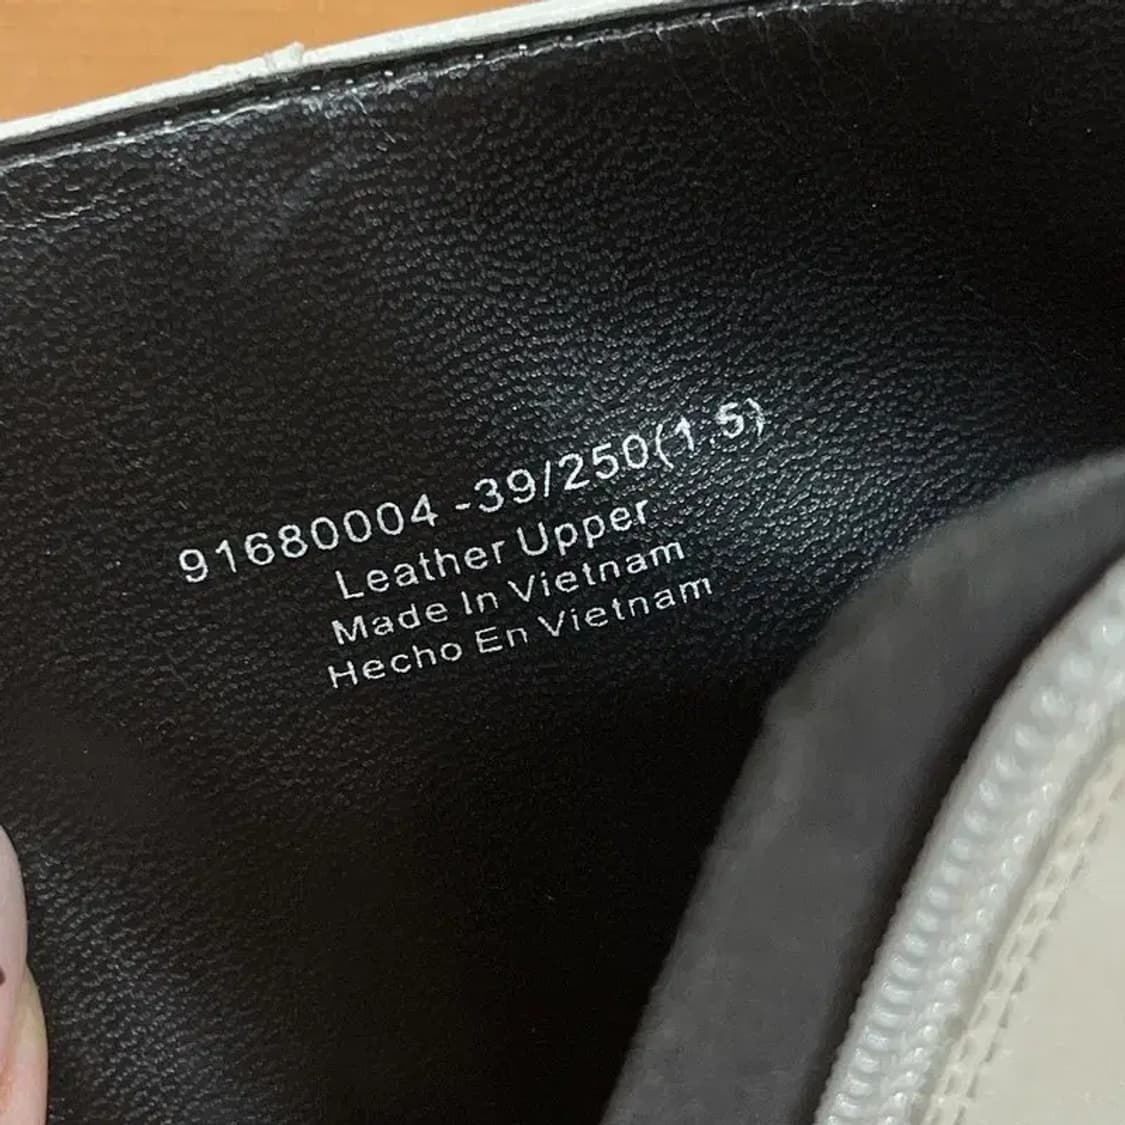 91680004 -39/250(1.5)
Leather Upper
Made In Vietnam
Hecho En Vietnam